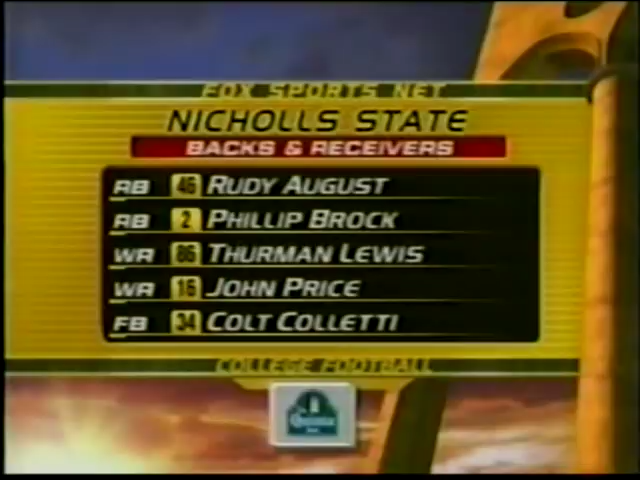 FOX SPORTS NET
NICHOLLS STATE
BACKS & RECEIVERS
RB 46 RUDY AUGUST
RB 2 PHILLIP BROCK
WR 86 THURMAN LEWIS
WR 16 JOHN PRICE
FB 34 COLT COLLETTI
COLLEGE FOOTBALL